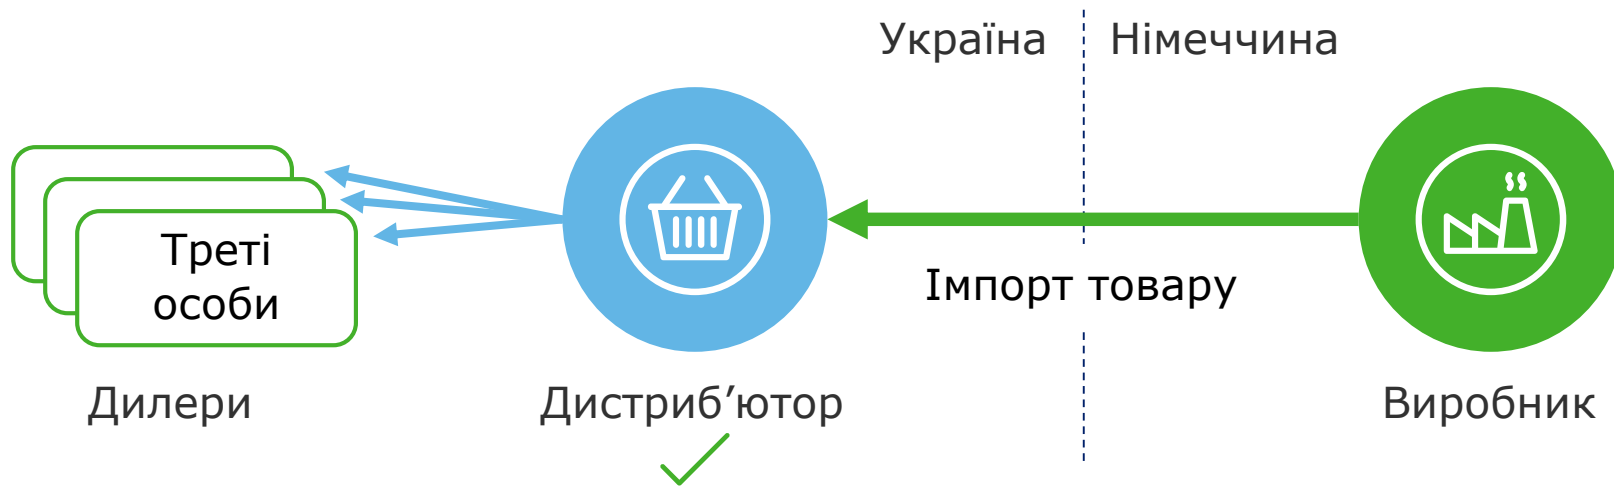 Україна
Німеччина
Треті
особи
Імпорт товару
Дилери
Дистриб’ютор
Виробник